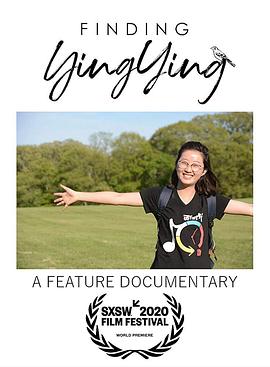 FINDING
YingYing
A FEATURE DOCUMENTARY
SXSW 2020
FILM FESTIVAL
WORLD PREMIERE